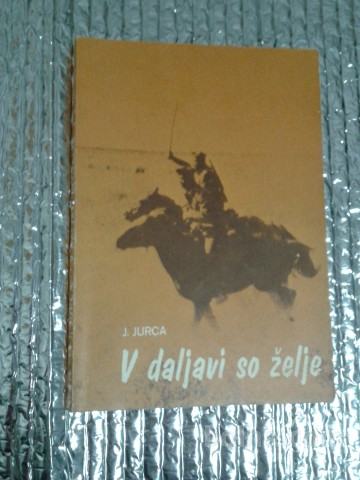 J. JURCA
V daljavi so želje